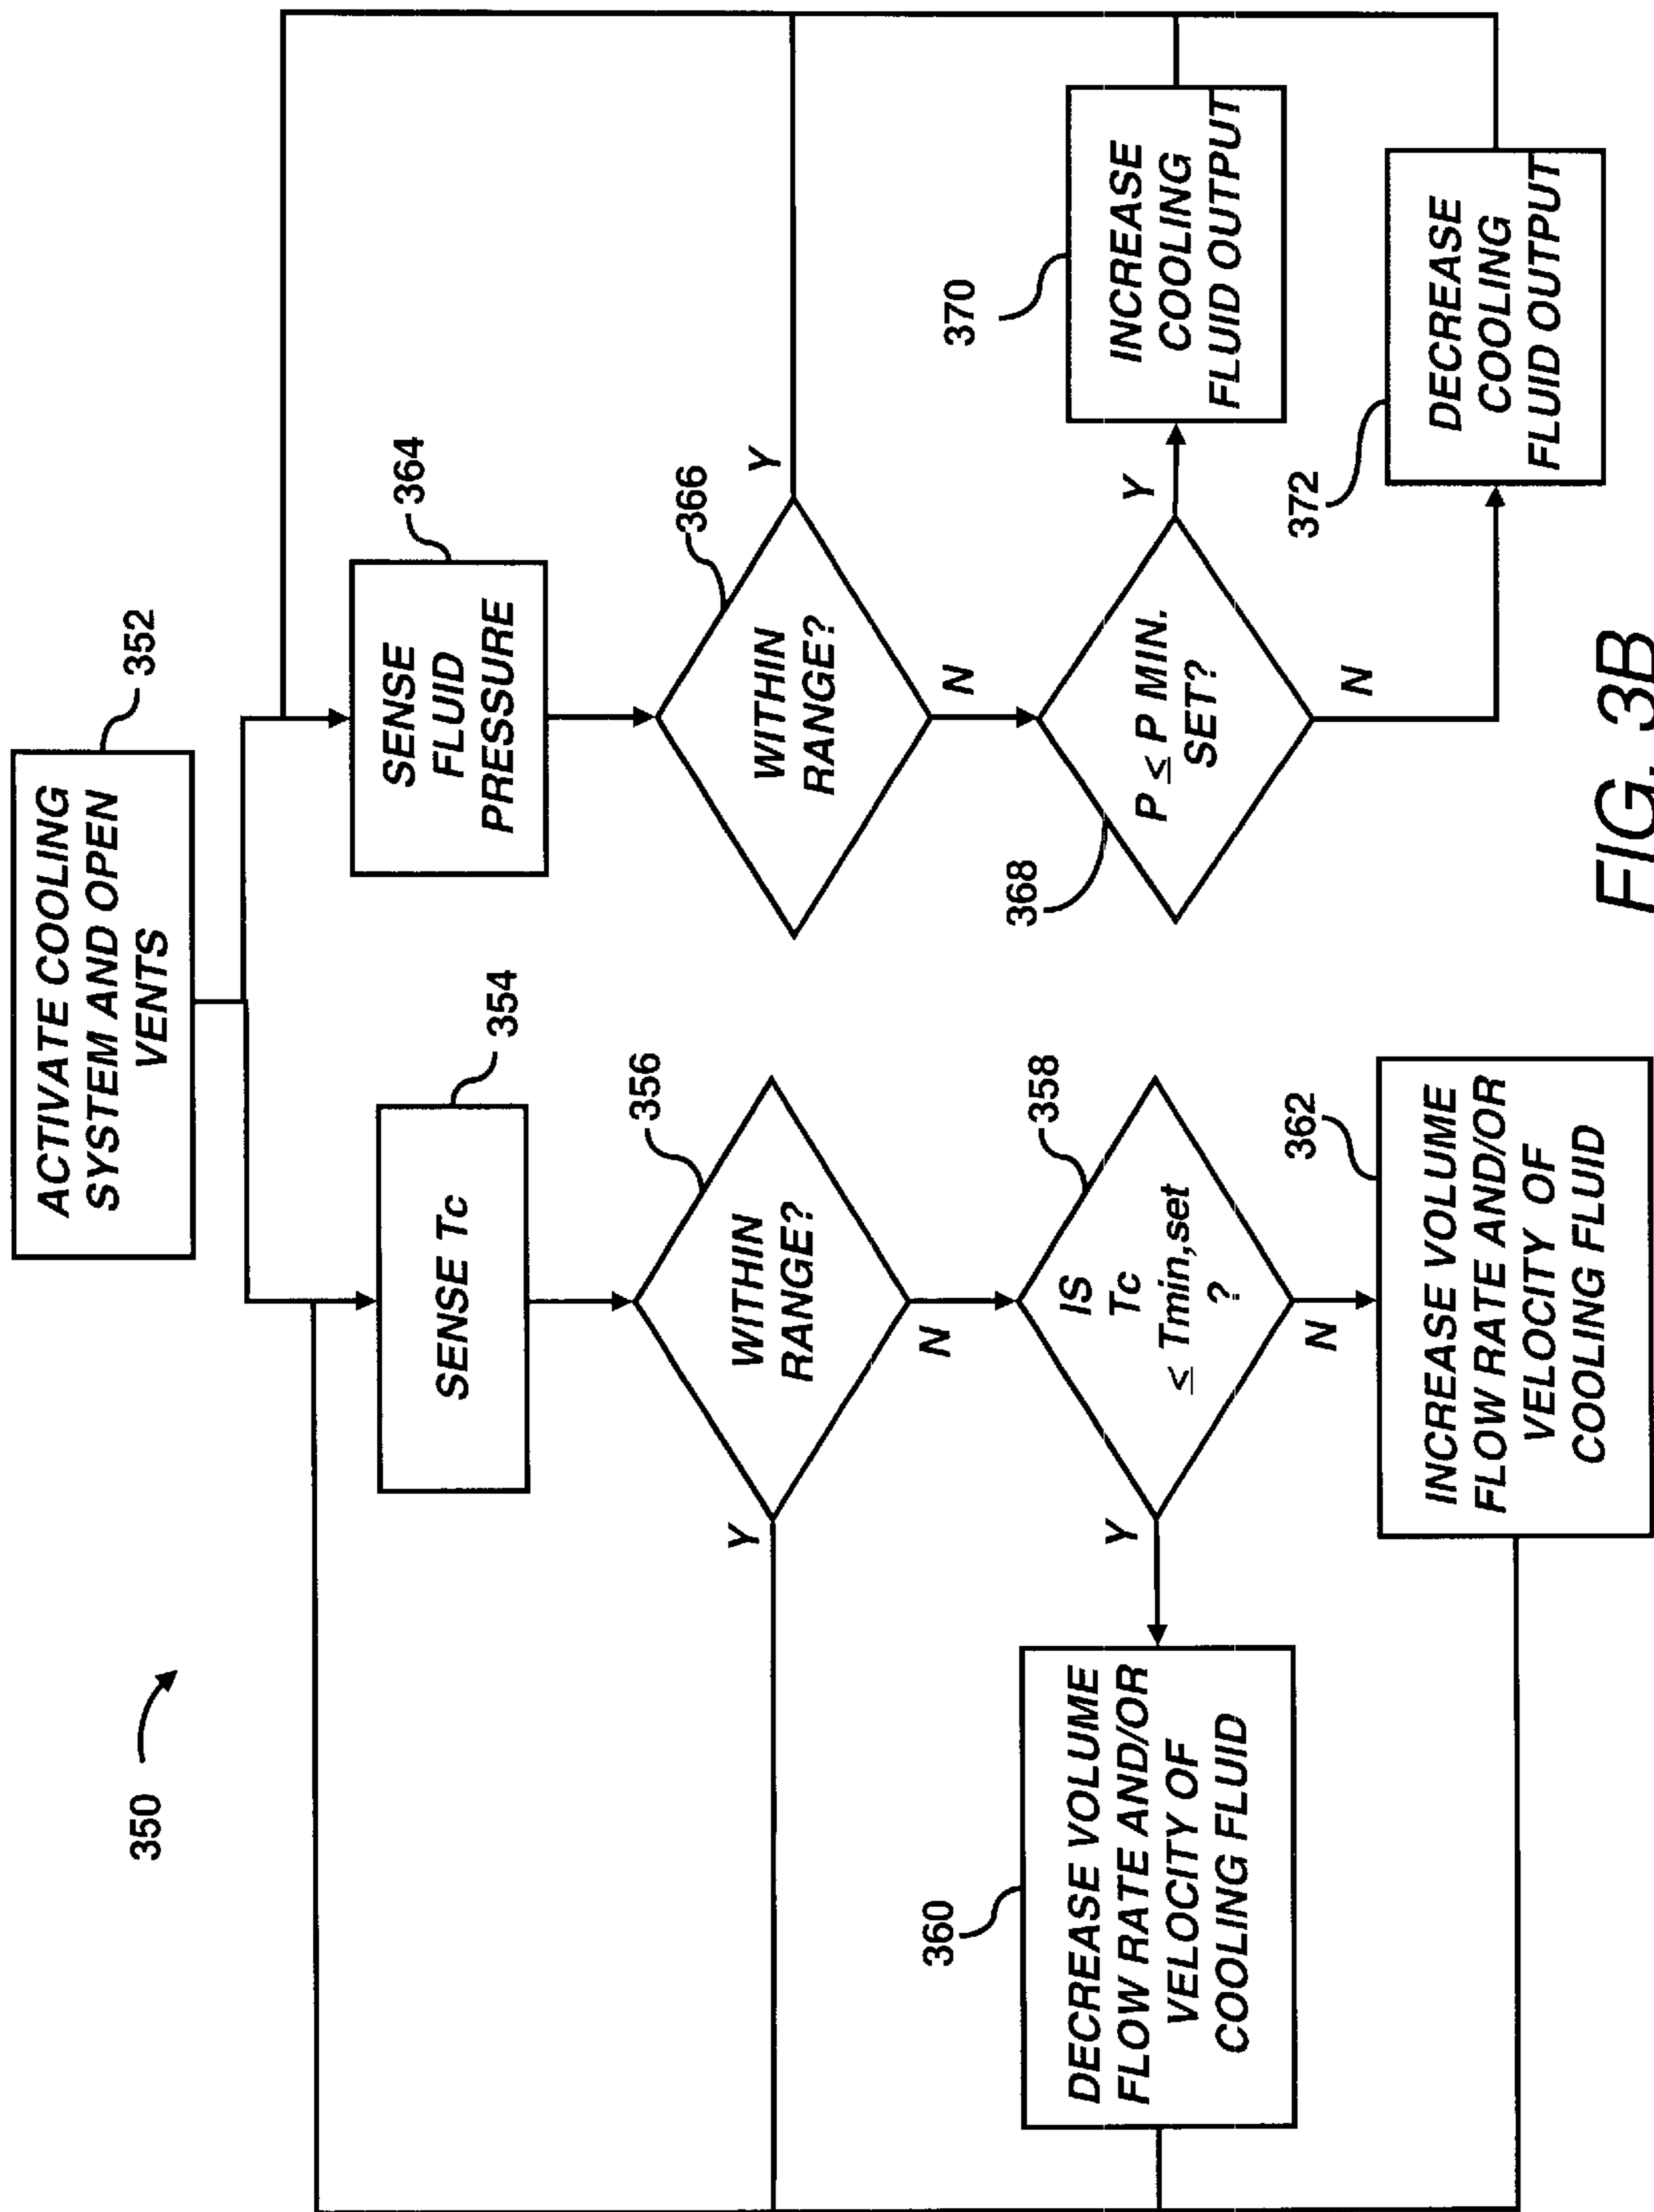 350
ACTIVATE COOLING
SYSTEM AND OPEN
VENTS
352
SENSE Tc
354
WITHIN
RANGE?
356
Y
N
IS
Tc
≤ Tmin,set
?
358
Y
N
DECREASE VOLUME
FLOW RATE AND/OR
VELOCITY OF
COOLING FLUID
360
INCREASE VOLUME
FLOW RATE AND/OR
VELOCITY OF
COOLING FLUID
362
SENSE
FLUID
PRESSURE
364
WITHIN
RANGE?
366
Y
N
P ≤ P MIN.
SET?
368
Y
N
INCREASE
COOLING
FLUID OUTPUT
370
DECREASE
COOLING
FLUID OUTPUT
372
FIG. 3B